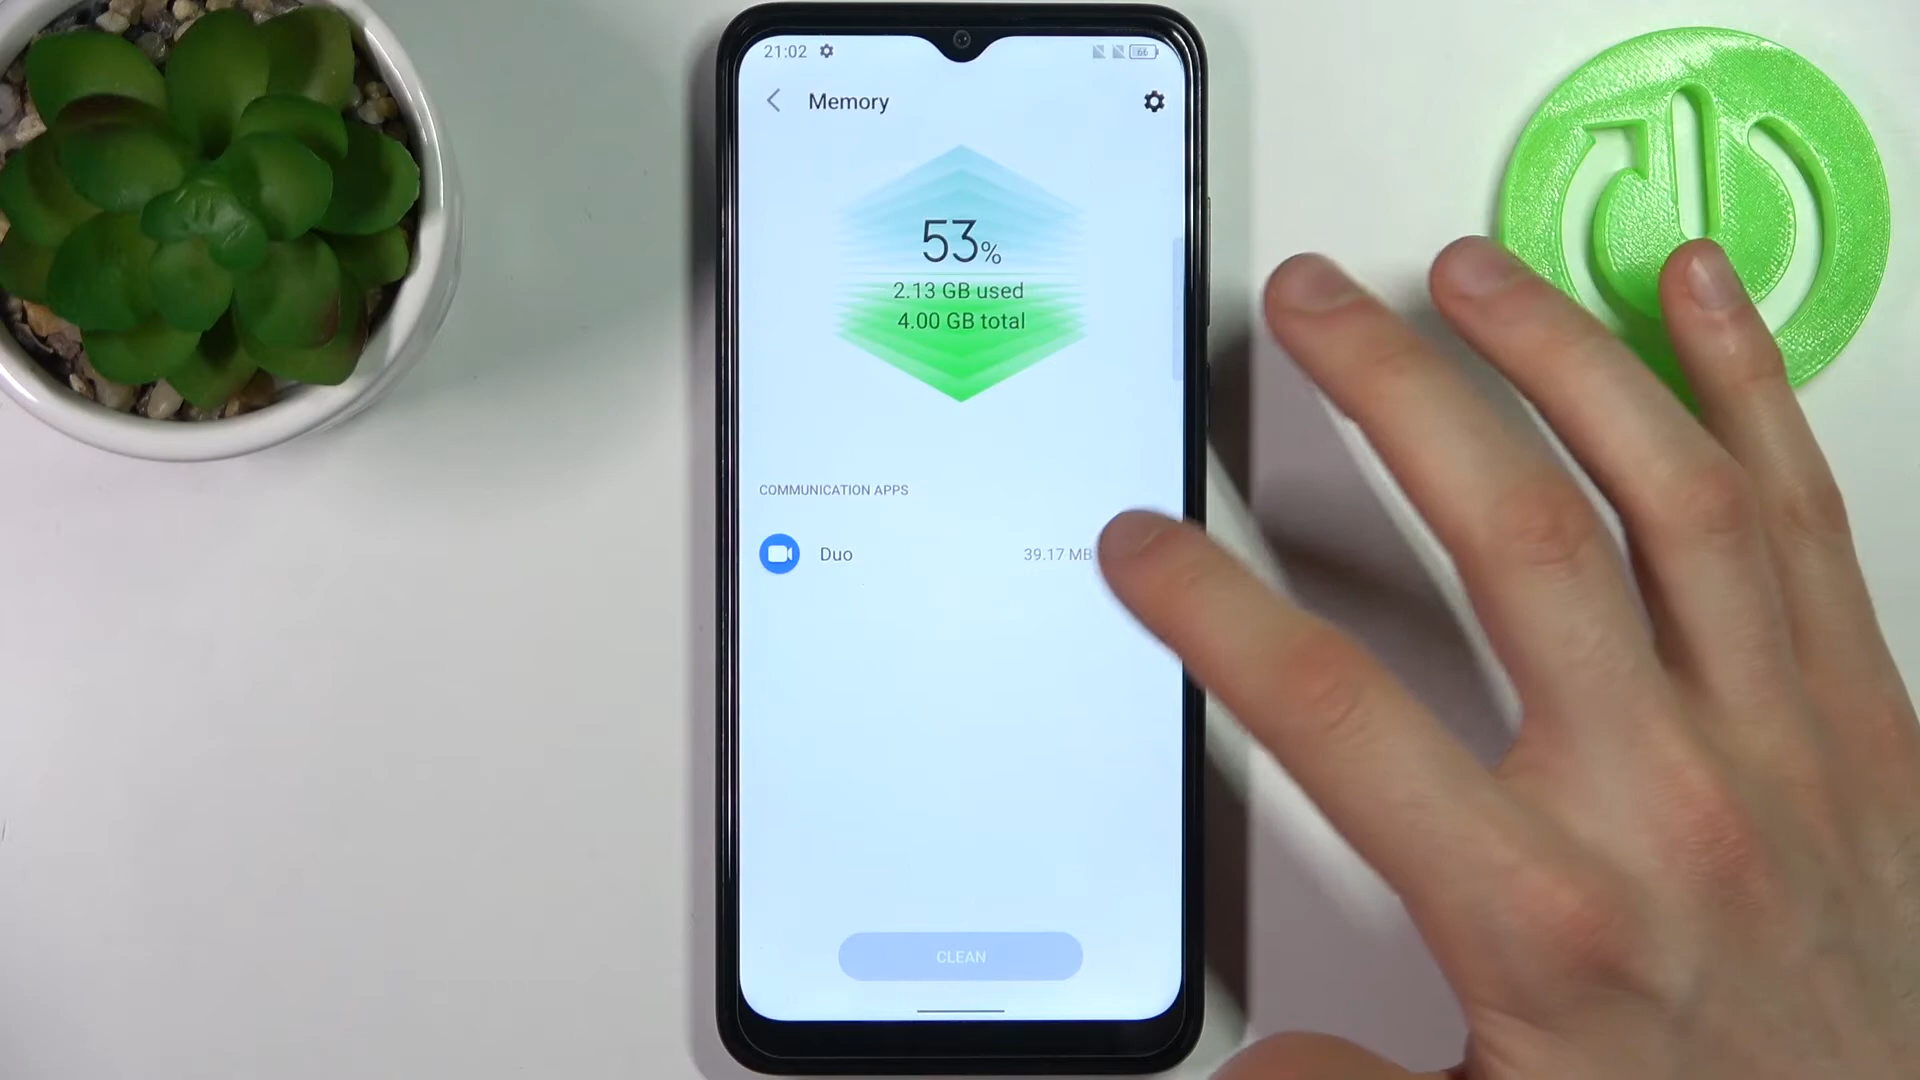 21:02
66
Memory
53%
2.13 GB used
4.00 GB total
COMMUNICATION APPS
Duo 39.17 MB
CLEAN